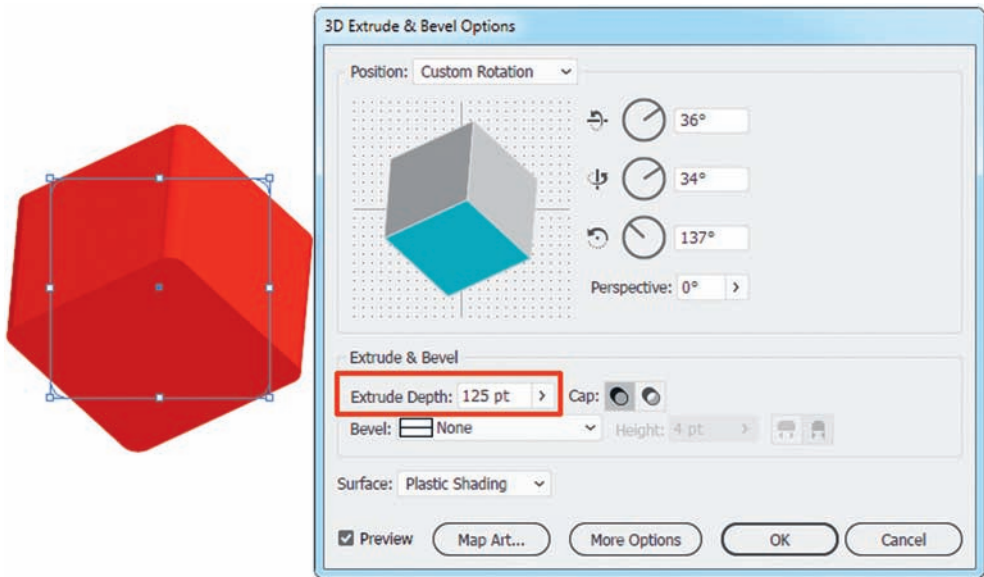 3D Extrude & Bevel Options
Position: Custom Rotation
36°
34°
137°
Perspective: 0°
Extrude & Bevel
Extrude Depth: 125 pt Cap:
Bevel: None Height: 4 pt
Surface: Plastic Shading
Preview Map Art... More Options OK Cancel